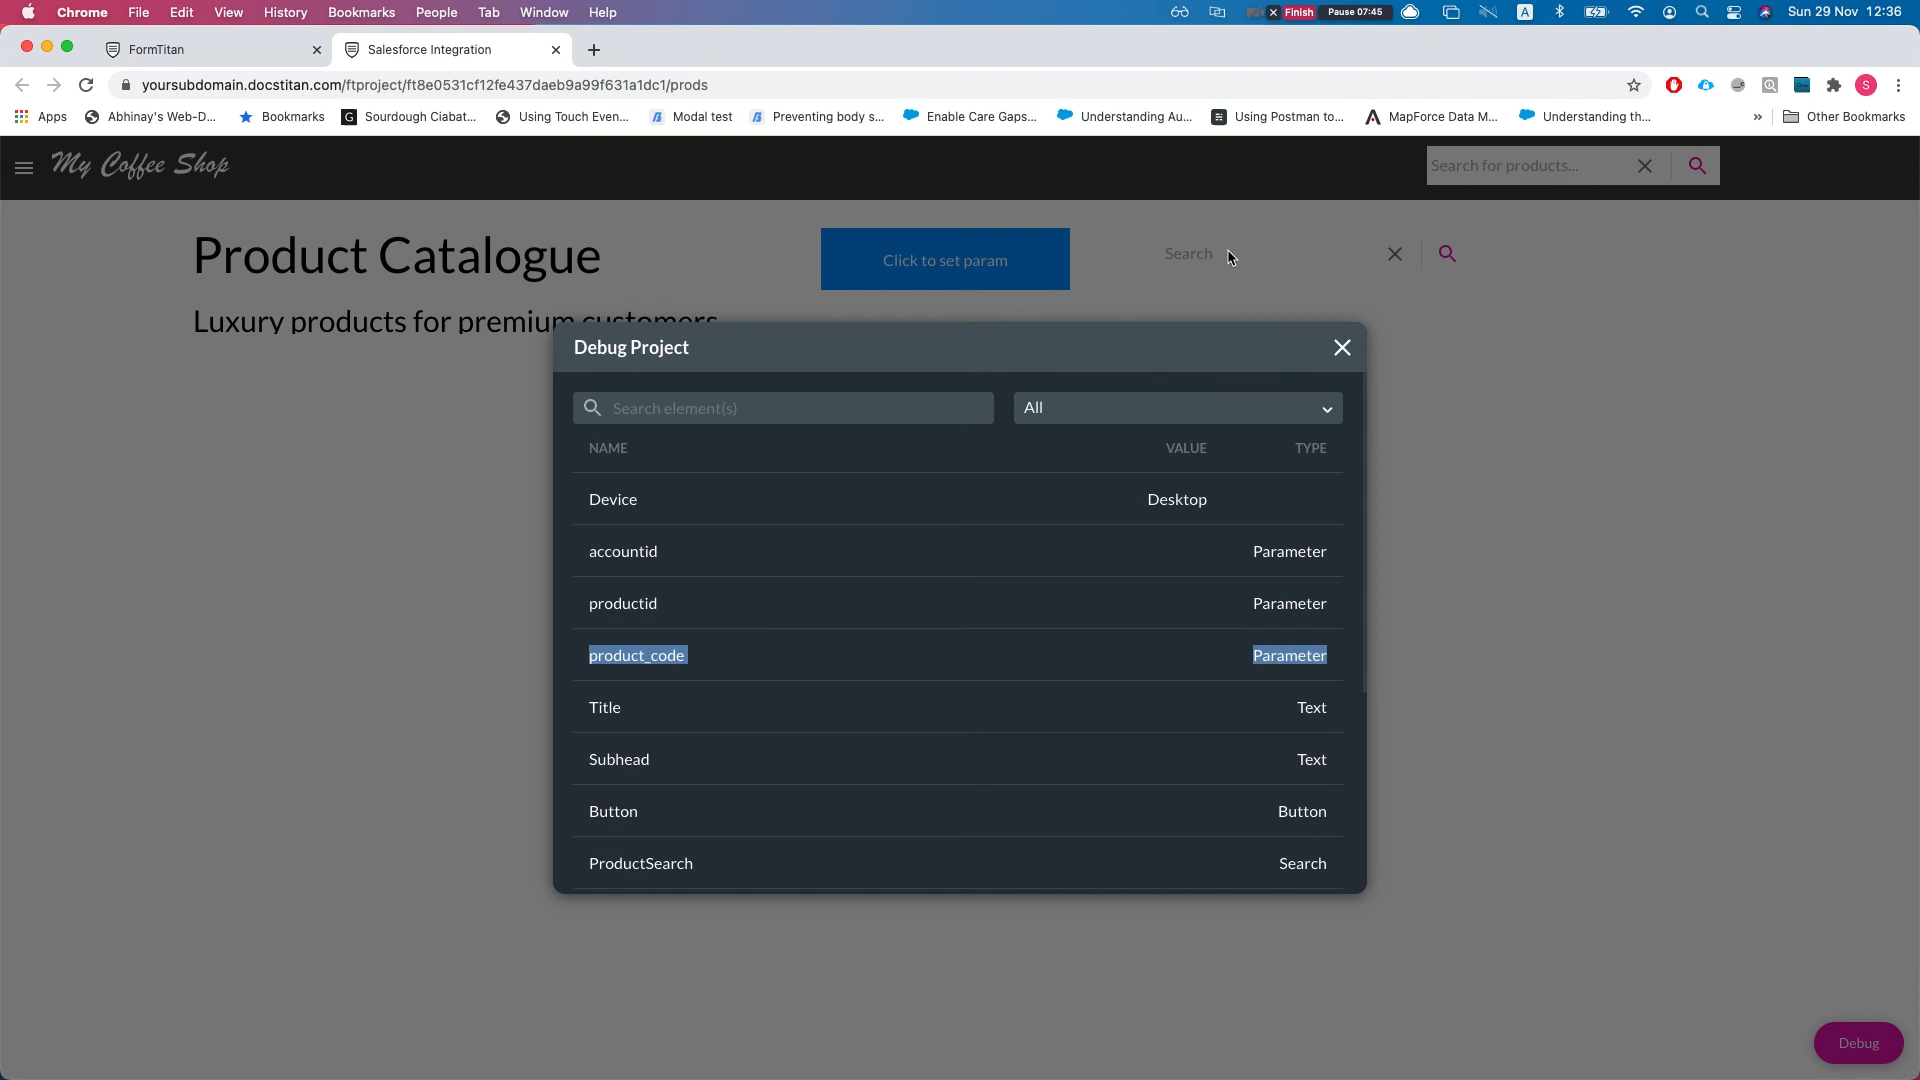 Chrome File Edit View History Bookmarks People Tab Window Help Finish Pause 07:45 A Sun 29 Nov 12:36
FormTitan Salesforce Integration
yoursubdomain.docstitan.com/ftproject/ft8e0531cf12fe437daeb9a99f631a1dc1/prods S
Apps Abhinay's Web-D... Bookmarks G Sourdough Ciabat... Using Touch Even... Modal test Preventing body s... Enable Care Gaps... Understanding Au... Using Postman to... MapForce Data M... Understanding th... » Other Bookmarks
My Coffee Shop Search for products...
Product Catalogue Click to set param Search
Luxury products for premium customers
Debug Project
Search element(s) All
NAME VALUE TYPE
Device Desktop
accountid Parameter
productid Parameter
product_code Parameter
Title Text
Subhead Text
Button Button
ProductSearch Search
Debug